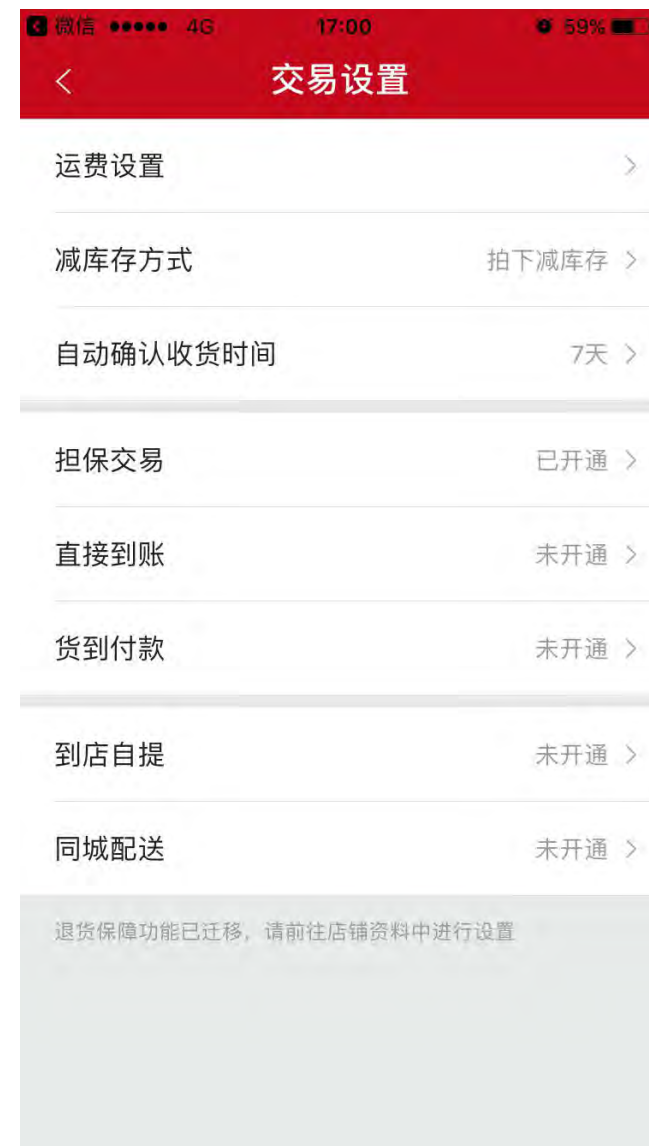 微信 4G 17:00 59%
交易设置
运费设置
减库存方式 拍下减库存
自动确认收货时间 7天
担保交易 已开通
直接到账 未开通
货到付款 未开通
到店自提 未开通
同城配送 未开通
退货保障功能已迁移，请前往店铺资料中进行设置